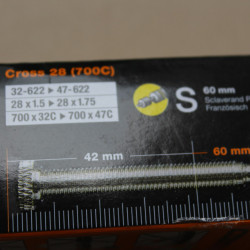 Cross 28 (700C)
32-622 ▸ 47-622
28 x 1.5 ▸ 28 x 1.75
700 x 32C ▸ 700 x 47C
S 60 mm
Sclaverand
Französisch
42 mm
60 mm